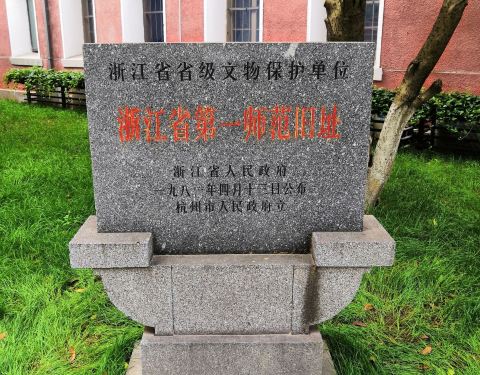 浙江省省级文物保护单位
浙江省第一师范旧址
浙江省人民政府
一九八一年四月十三日公布
杭州市人民政府立